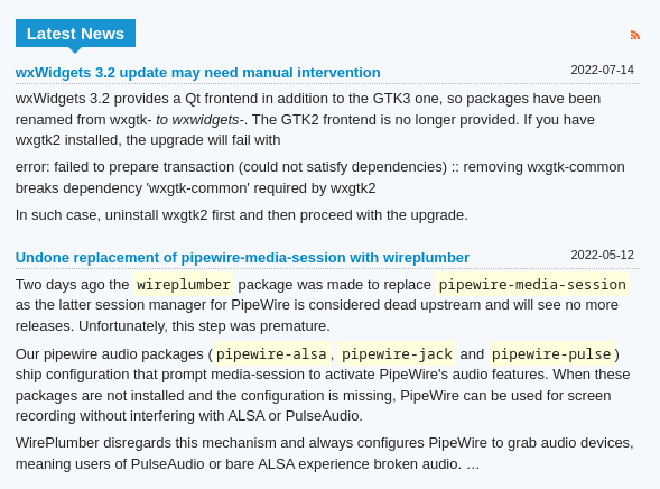 Latest News
wxWidgets 3.2 update may need manual intervention 2022-07-14
wxWidgets 3.2 provides a Qt frontend in addition to the GTK3 one, so packages have been
renamed from wxgtk- to wxwidgets-. The GTK2 frontend is no longer provided. If you have
wxgtk2 installed, the upgrade will fail with
error: failed to prepare transaction (could not satisfy dependencies) :: removing wxgtk-common
breaks dependency 'wxgtk-common' required by wxgtk2
In such case, uninstall wxgtk2 first and then proceed with the upgrade.
Undone replacement of pipewire-media-session with wireplumber 2022-05-12
Two days ago the wireplumber package was made to replace pipewire-media-session
as the latter session manager for PipeWire is considered dead upstream and will see no more
releases. Unfortunately, this step was premature.
Our pipewire audio packages (pipewire-alsa, pipewire-jack and pipewire-pulse)
ship configuration that prompt media-session to activate PipeWire's audio features. When these
packages are not installed and the configuration is missing, PipeWire can be used for screen
recording without interfering with ALSA or PulseAudio.
WirePlumber disregards this mechanism and always configures PipeWire to grab audio devices,
meaning users of PulseAudio or bare ALSA experience broken audio. …